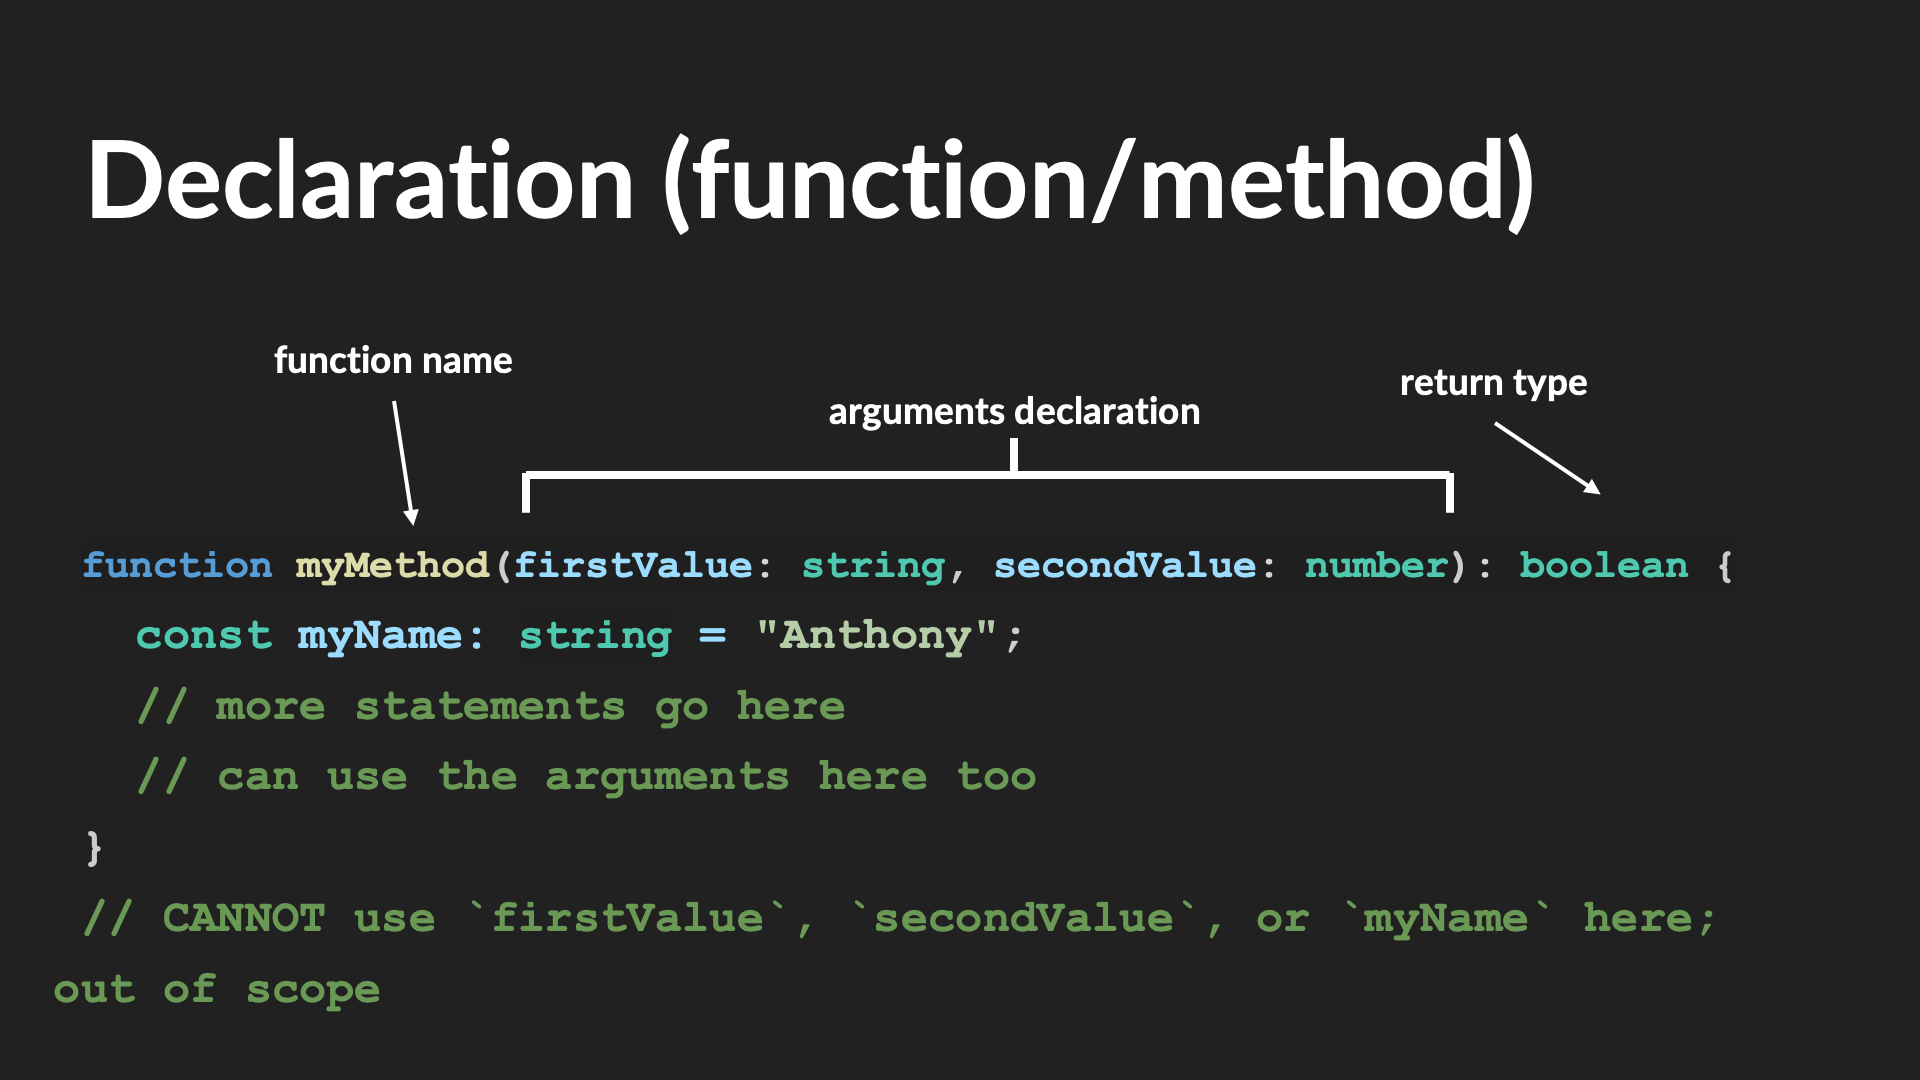 Declaration (function/method)
function name
arguments declaration
return type
function myMethod(firstValue: string, secondValue: number): boolean {
const myName: string = "Anthony";
// more statements go here
// can use the arguments here too
}
// CANNOT use `firstValue`, `secondValue`, or `myName` here;
out of scope